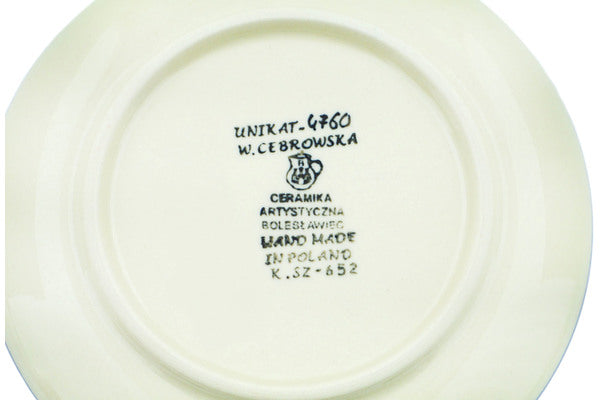 UNIKAT-4760
W.CEBROWSKA
CERAMIKA
ARTYSTYCZNA
BOLESŁAWIEC
HAND MADE
IN POLAND
K.SZ-652